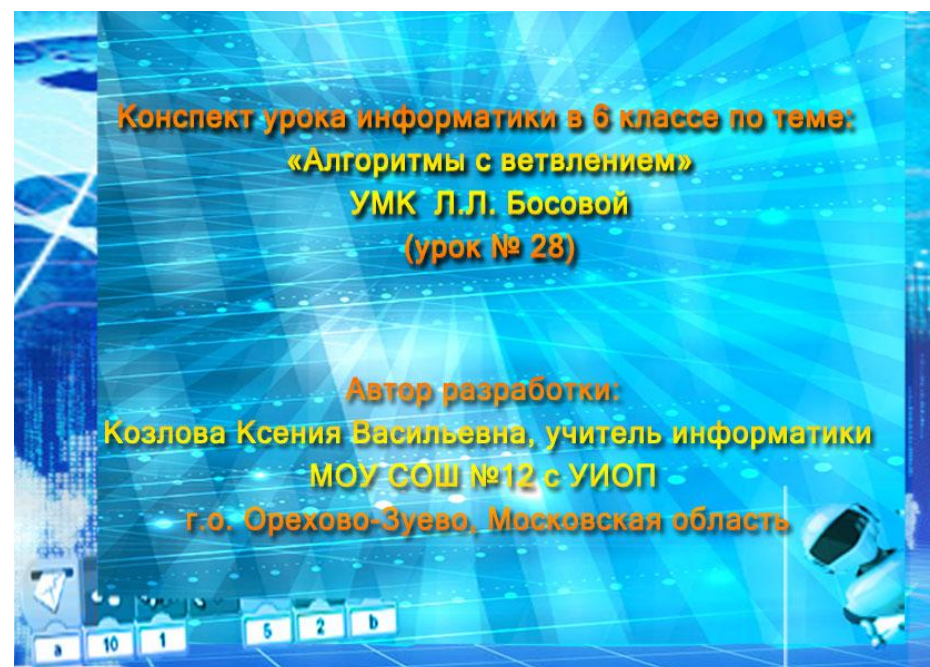 Конспект урока информатики в 6 классе по теме:
«Алгоритмы с ветвлением»
УМК Л.Л. Босовой
(урок № 28)
Автор разработки:
Козлова Ксения Васильевна, учитель информатики
МОУ СОШ №12 с УИОП
г.о. Орехово-Зуево, Московская область
a 10 1 5 2 b